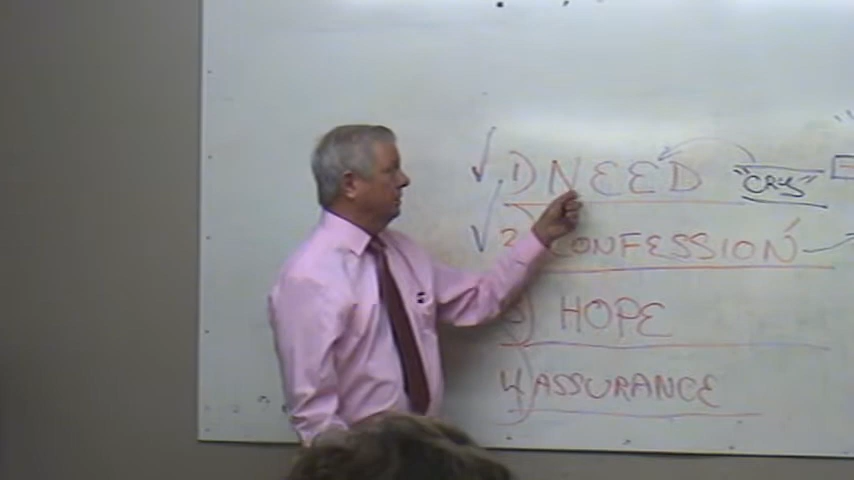 1) NEED "CRY"
2 CONFESSION
3) HOPE
4) ASSURANCE